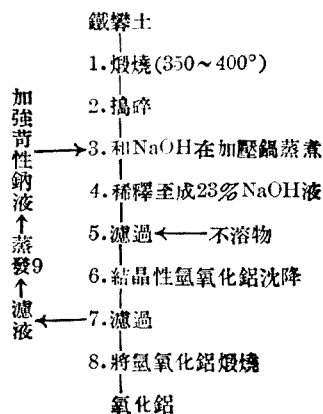 鐵礬土
1.煅燒(350~400°)
2.搗碎
3.和NaOH在加壓鍋蒸煮
4.稀釋至成23%NaOH液
5.濾過←不溶物
6.結晶性氫氧化鋁沈降
7.濾過
8.將氫氧化鋁煅燒
氧化鋁
加強苛性鈉液←蒸發9←濾液